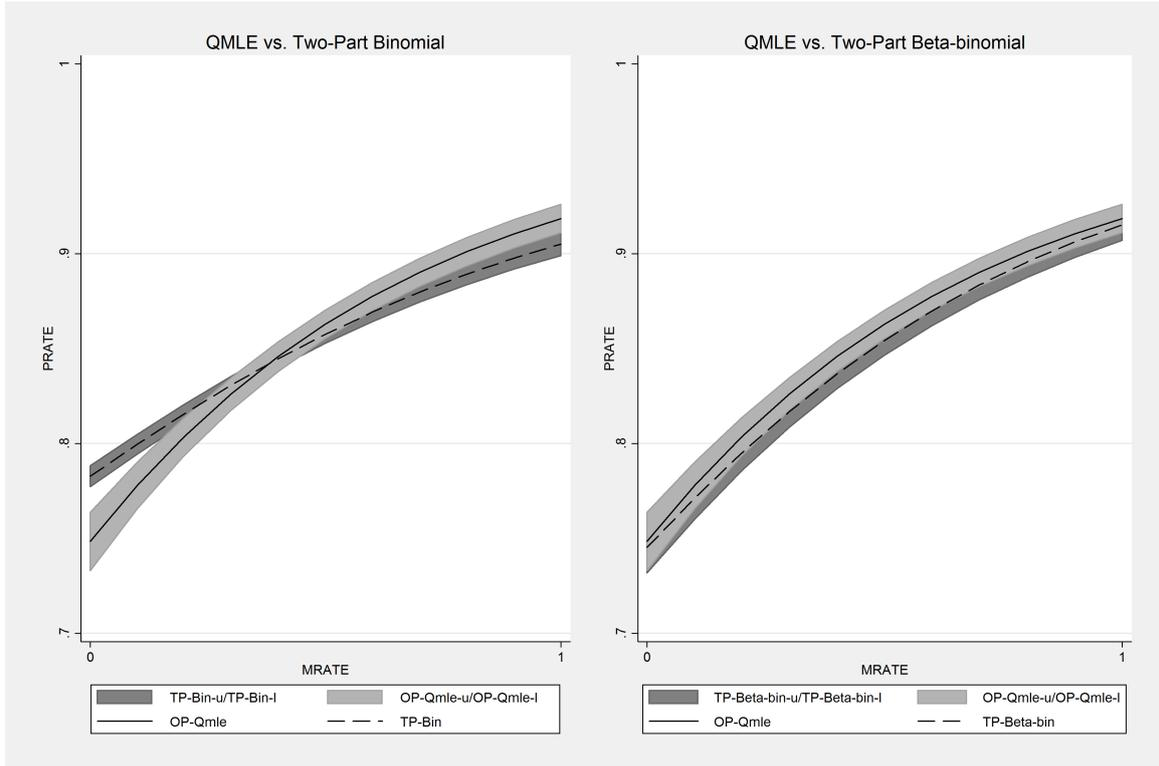 QMLE vs. Two-Part Binomial
1
.9
.8
.7
PRATE
0
1
MRATE
TP-Bin-u/TP-Bin-l
OP-Qmle-u/OP-Qmle-l
OP-Qmle
TP-Bin
QMLE vs. Two-Part Beta-binomial
1
.9
.8
.7
PRATE
0
1
MRATE
TP-Beta-bin-u/TP-Beta-bin-l
OP-Qmle-u/OP-Qmle-l
OP-Qmle
TP-Beta-bin